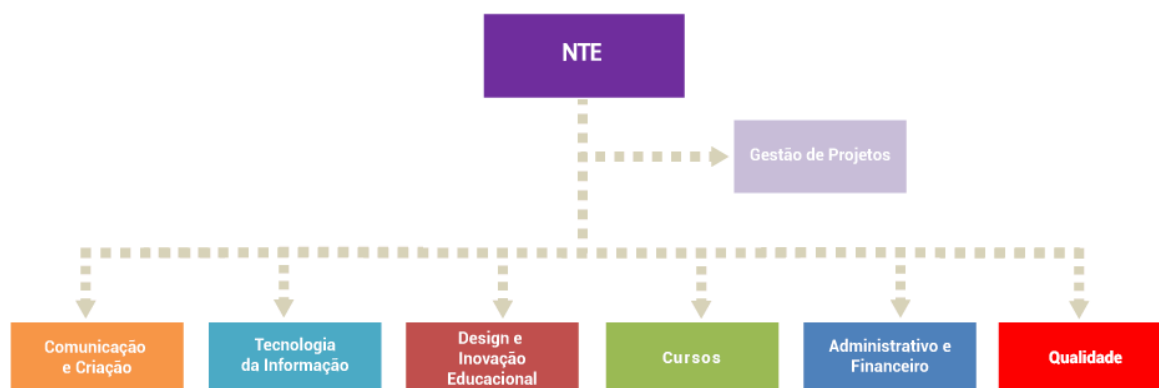 NTE
Gestão de Projetos
Comunicação
e Criação
Tecnologia
da Informação
Design e
Inovação
Educacional
Cursos
Administrativo e
Financeiro
Qualidade